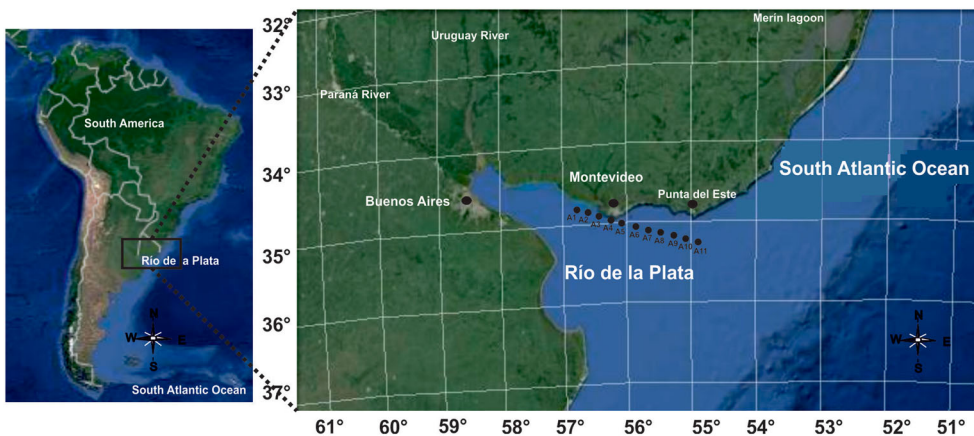 South America
Río de la Plata
N
W
E
S
South Atlantic Ocean
32°
33°
34°
35°
36°
37°
Merin lagoon
Uruguay River
Paraná River
South Atlantic Ocean
Montevideo
Punta del Este
Buenos Aires
A1 A2 A3 A4 A5 A6 A7 A8 A9 A10 A11
Río de la Plata
N
W
E
S
61° 60° 59° 58° 57° 56° 55° 54° 53° 52° 51°